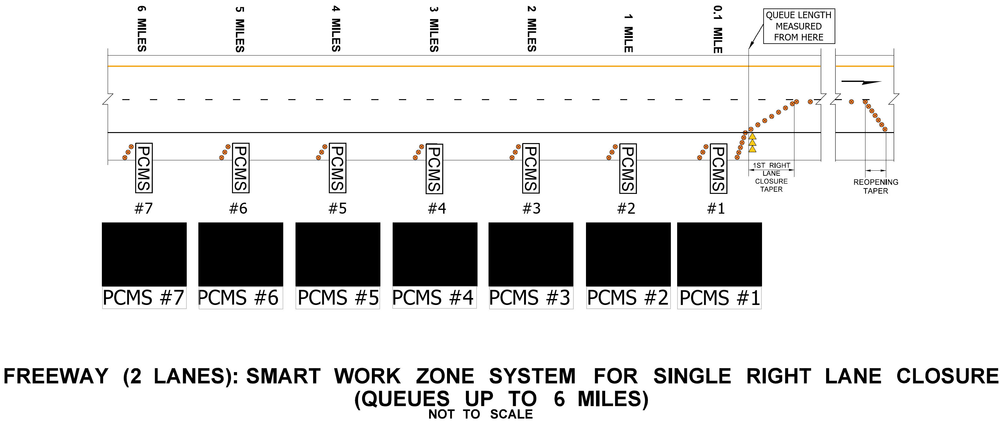 6 MILES
5 MILES
4 MILES
3 MILES
2 MILES
1 MILE
0.1 MILE
QUEUE LENGTH
MEASURED
FROM HERE
PCMS
PCMS
PCMS
PCMS
PCMS
PCMS
PCMS
1ST RIGHT
LANE
CLOSURE
TAPER
REOPENING
TAPER
#7
#6
#5
#4
#3
#2
#1
PCMS #7
PCMS #6
PCMS #5
PCMS #4
PCMS #3
PCMS #2
PCMS #1
FREEWAY (2 LANES): SMART WORK ZONE SYSTEM FOR SINGLE RIGHT LANE CLOSURE
(QUEUES UP TO 6 MILES)
NOT TO SCALE